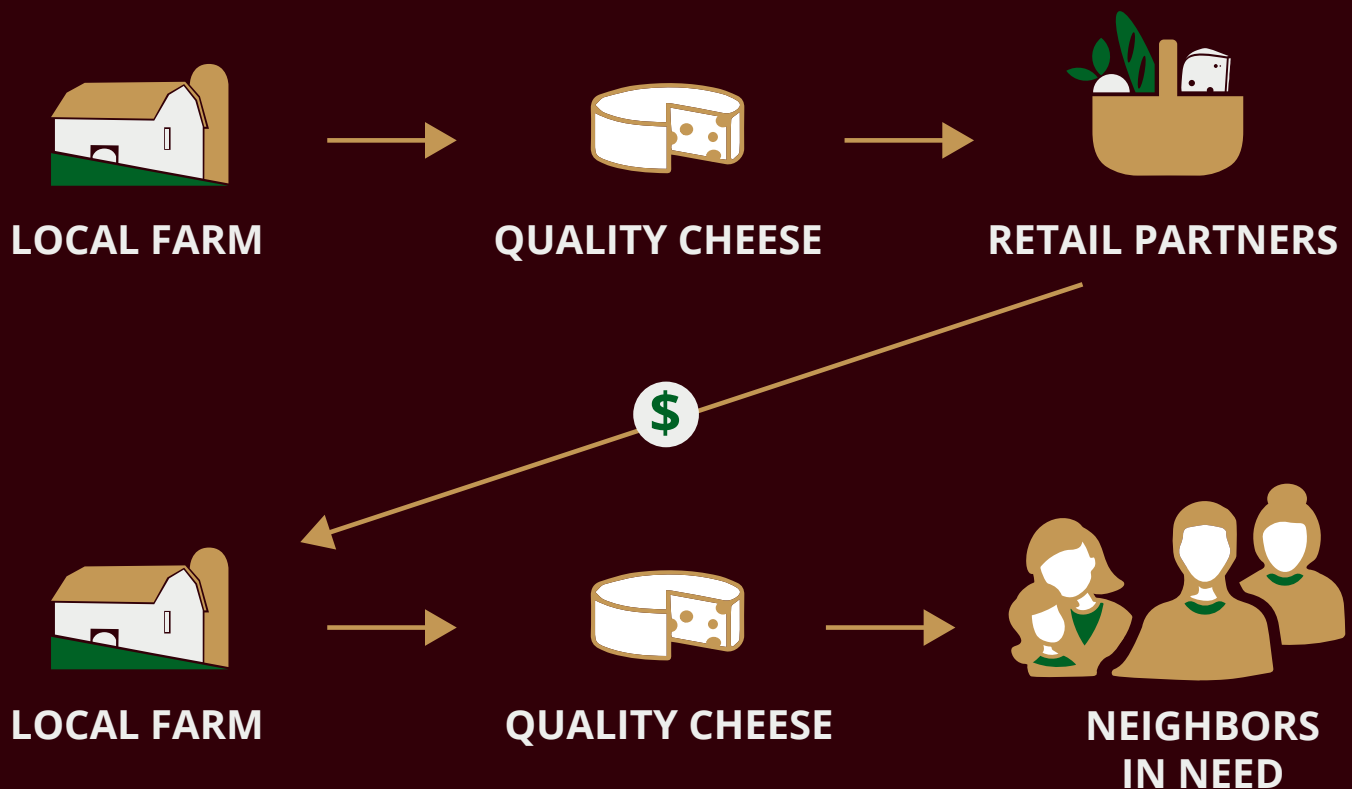 LOCAL FARM
QUALITY CHEESE
RETAIL PARTNERS
$
LOCAL FARM
QUALITY CHEESE
NEIGHBORS
IN NEED